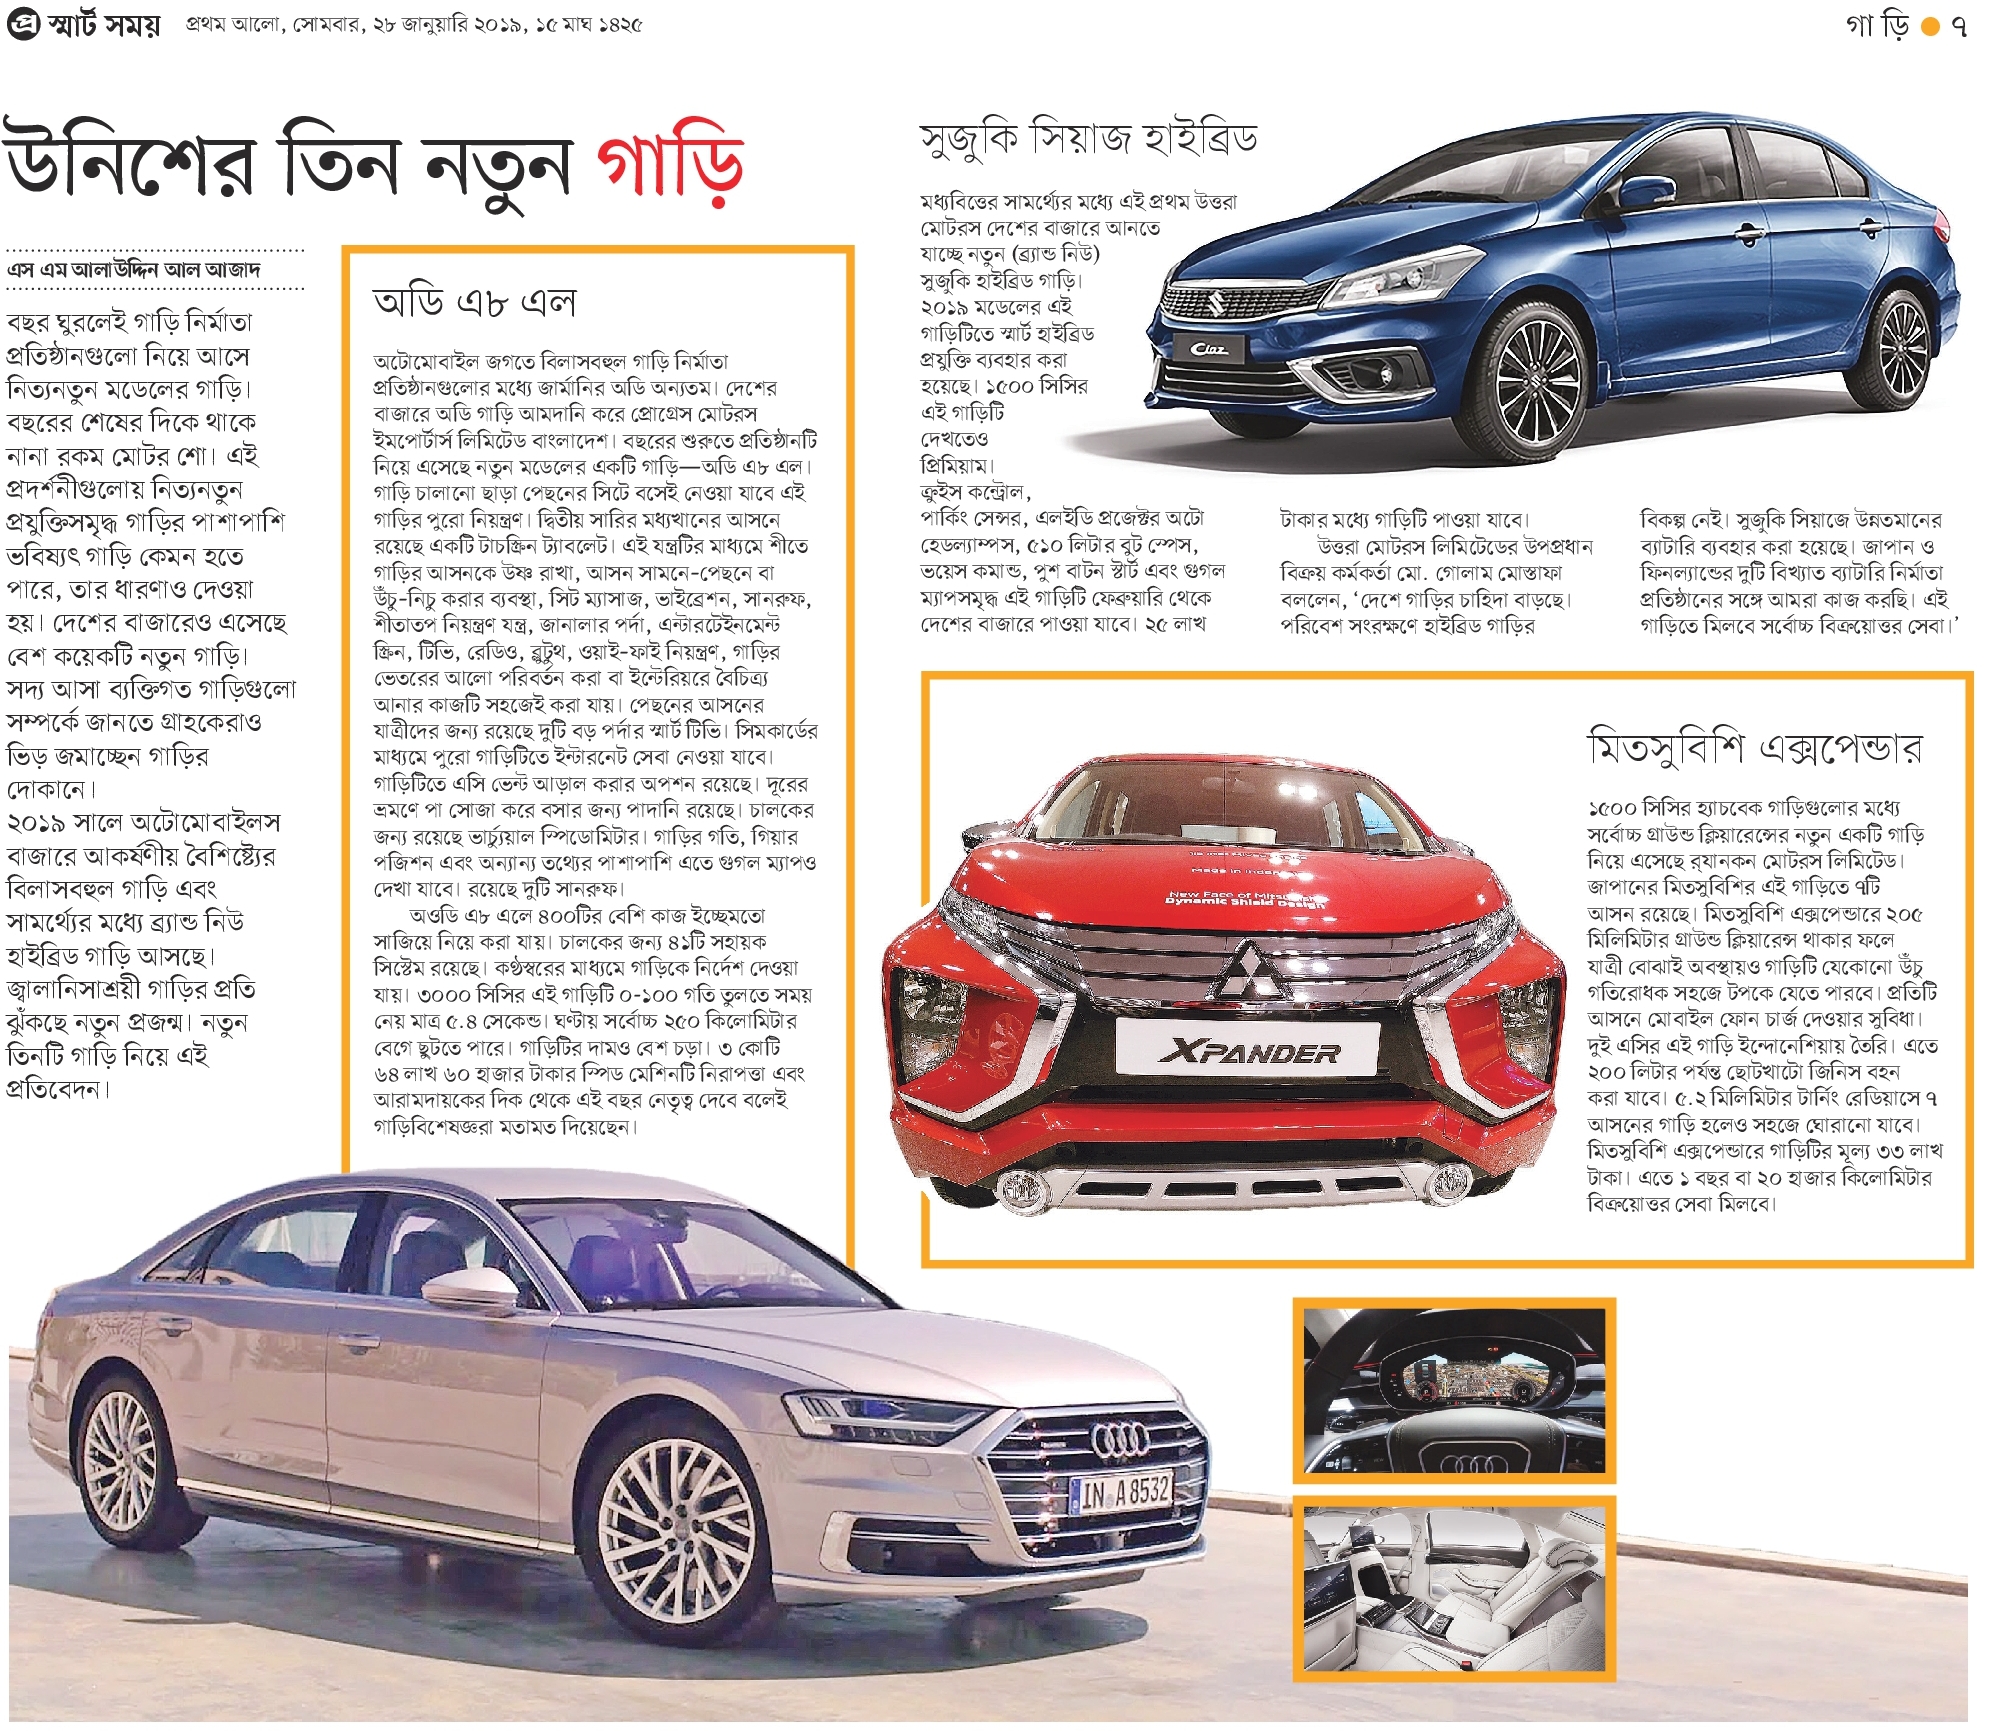 প্র স্মার্ট সময়
প্রথম আলো, সোমবার, ২৮ জানুয়ারি ২০১৯, ১৫ মাঘ ১৪২৫
গা ড়ি ● ৭
উনিশের তিন নতুন গাড়ি
এস এম আলাউদ্দিন আল আজাদ
বছর ঘুরলেই গাড়ি নির্মাতা
প্রতিষ্ঠানগুলো নিয়ে আসে
নিত্যনতুন মডেলের গাড়ি।
বছরের শেষের দিকে থাকে
নানা রকম মোটর শো। এই
প্রদর্শনীগুলোয় নিত্যনতুন
প্রযুক্তিসমৃদ্ধ গাড়ির পাশাপাশি
ভবিষ্যৎ গাড়ি কেমন হতে
পারে, তার ধারণাও দেওয়া
হয়। দেশের বাজারেও এসেছে
বেশ কয়েকটি নতুন গাড়ি।
সদ্য আসা ব্যক্তিগত গাড়িগুলো
সম্পর্কে জানতে গ্রাহকেরাও
ভিড় জমাচ্ছেন গাড়ির
দোকানে।
২০১৯ সালে অটোমোবাইলস
বাজারে আকর্ষণীয় বৈশিষ্ট্যের
বিলাসবহুল গাড়ি এবং
সামর্থ্যের মধ্যে ব্র্যান্ড নিউ
হাইব্রিড গাড়ি আসছে।
জ্বালানিসাশ্রয়ী গাড়ির প্রতি
ঝুঁকছে নতুন প্রজন্ম। নতুন
তিনটি গাড়ি নিয়ে এই
প্রতিবেদন।
অডি এ৮ এল
অটোমোবাইল জগতে বিলাসবহুল গাড়ি নির্মাতা
প্রতিষ্ঠানগুলোর মধ্যে জার্মানির অডি অন্যতম। দেশের
বাজারে অডি গাড়ি আমদানি করে প্রোগ্রেস মোটরস
ইমপোর্টার্স লিমিটেড বাংলাদেশ। বছরের শুরুতে প্রতিষ্ঠানটি
নিয়ে এসেছে নতুন মডেলের একটি গাড়ি—অডি এ৮ এল।
গাড়ি চালানো ছাড়া পেছনের সিটে বসেই নেওয়া যাবে এই
গাড়ির পুরো নিয়ন্ত্রণ। দ্বিতীয় সারির মধ্যখানের আসনে
রয়েছে একটি টাচস্ক্রিন ট্যাবলেট। এই যন্ত্রটির মাধ্যমে শীতে
গাড়ির আসনকে উষ্ণ রাখা, আসন সামনে-পেছনে বা
উঁচু-নিচু করার ব্যবস্থা, সিট ম্যাসাজ, ভাইব্রেশন, সানরুফ,
শীতাতপ নিয়ন্ত্রণ যন্ত্র, জানালার পর্দা, এন্টারটেইনমেন্ট
স্ক্রিন, টিভি, রেডিও, ব্লুটুথ, ওয়াই-ফাই নিয়ন্ত্রণ, গাড়ির
ভেতরের আলো পরিবর্তন করা বা ইন্টেরিয়রে বৈচিত্র্য
আনার কাজটি সহজেই করা যায়। পেছনের আসনের
যাত্রীদের জন্য রয়েছে দুটি বড় পর্দার স্মার্ট টিভি। সিমকার্ডের
মাধ্যমে পুরো গাড়িটিতে ইন্টারনেট সেবা নেওয়া যাবে।
গাড়িটিতে এসি ভেন্ট আড়াল করার অপশন রয়েছে। দূরের
ভ্রমণে পা সোজা করে বসার জন্য পাদানি রয়েছে। চালকের
জন্য রয়েছে ভার্চ্যুয়াল স্পিডোমিটার। গাড়ির গতি, গিয়ার
পজিশন এবং অন্যান্য তথ্যের পাশাপাশি এতে গুগল ম্যাপও
দেখা যাবে। রয়েছে দুটি সানরুফ।
অওডি এ৮ এলে ৪০০টির বেশি কাজ ইচ্ছেমতো
সাজিয়ে নিয়ে করা যায়। চালকের জন্য ৪১টি সহায়ক
সিস্টেম রয়েছে। কণ্ঠস্বরের মাধ্যমে গাড়িকে নির্দেশ দেওয়া
যায়। ৩০০০ সিসির এই গাড়িটি ০-১০০ গতি তুলতে সময়
নেয় মাত্র ৫.৪ সেকেন্ড। ঘণ্টায় সর্বোচ্চ ২৫০ কিলোমিটার
বেগে ছুটতে পারে। গাড়িটির দামও বেশ চড়া। ৩ কোটি
৬৪ লাখ ৬০ হাজার টাকার স্পিড মেশিনটি নিরাপত্তা এবং
আরামদায়কের দিক থেকে এই বছর নেতৃত্ব দেবে বলেই
গাড়িবিশেষজ্ঞরা মতামত দিয়েছেন।
সুজুকি সিয়াজ হাইব্রিড
মধ্যবিত্তের সামর্থ্যের মধ্যে এই প্রথম উত্তরা
মোটরস দেশের বাজারে আনতে
যাচ্ছে নতুন (ব্র্যান্ড নিউ)
সুজুকি হাইব্রিড গাড়ি।
২০১৯ মডেলের এই
গাড়িটিতে স্মার্ট হাইব্রিড
প্রযুক্তি ব্যবহার করা
হয়েছে। ১৫০০ সিসির
এই গাড়িটি
দেখতেও
প্রিমিয়াম।
ক্রুইস কন্ট্রোল,
পার্কিং সেন্সর, এলইডি প্রজেক্টর অটো
হেডল্যাম্পস, ৫১০ লিটার বুট স্পেস,
ভয়েস কমান্ড, পুশ বাটন স্টার্ট এবং গুগল
ম্যাপসমৃদ্ধ এই গাড়িটি ফেব্রুয়ারি থেকে
দেশের বাজারে পাওয়া যাবে। ২৫ লাখ
টাকার মধ্যে গাড়িটি পাওয়া যাবে।
উত্তরা মোটরস লিমিটেডের উপপ্রধান
বিক্রয় কর্মকর্তা মো. গোলাম মোস্তাফা
বললেন, ‘দেশে গাড়ির চাহিদা বাড়ছে।
পরিবেশ সংরক্ষণে হাইব্রিড গাড়ির
বিকল্প নেই। সুজুকি সিয়াজে উন্নতমানের
ব্যাটারি ব্যবহার করা হয়েছে। জাপান ও
ফিনল্যান্ডের দুটি বিখ্যাত ব্যাটারি নির্মাতা
প্রতিষ্ঠানের সঙ্গে আমরা কাজ করছি। এই
গাড়িতে মিলবে সর্বোচ্চ বিক্রয়োত্তর সেবা।’
Ciaz
মিতসুবিশি এক্সপেন্ডার
১৫০০ সিসির হ্যাচবেক গাড়িগুলোর মধ্যে
সর্বোচ্চ গ্রাউন্ড ক্লিয়ারেন্সের নতুন একটি গাড়ি
নিয়ে এসেছে র‍্যানকন মোটরস লিমিটেড।
জাপানের মিতসুবিশির এই গাড়িতে ৭টি
আসন রয়েছে। মিতসুবিশি এক্সপেন্ডারে ২০৫
মিলিমিটার গ্রাউন্ড ক্লিয়ারেন্স থাকার ফলে
যাত্রী বোঝাই অবস্থায়ও গাড়িটি যেকোনো উঁচু
গতিরোধক সহজে টপকে যেতে পারবে। প্রতিটি
আসনে মোবাইল ফোন চার্জ দেওয়ার সুবিধা।
দুই এসির এই গাড়ি ইন্দোনেশিয়ায় তৈরি। এতে
২০০ লিটার পর্যন্ত ছোটখাটো জিনিস বহন
করা যাবে। ৫.২ মিলিমিটার টার্নিং রেডিয়াসে ৭
আসনের গাড়ি হলেও সহজে ঘোরানো যাবে।
মিতসুবিশি এক্সপেন্ডারে গাড়িটির মূল্য ৩৩ লাখ
টাকা। এতে ১ বছর বা ২০ হাজার কিলোমিটার
বিক্রয়োত্তর সেবা মিলবে।
New Face of
Dynamic Shield Design
XPANDER
IN A 8532